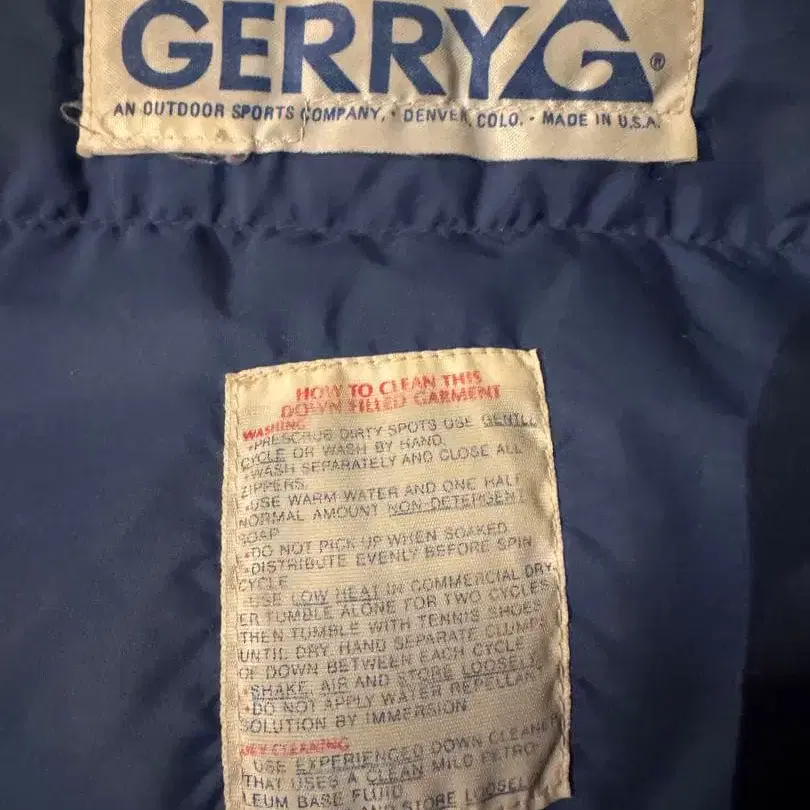 GERRY G ®
AN OUTDOOR SPORTS COMPANY, • DENVER, COLO. • MADE IN U.S.A.
HOW TO CLEAN THIS
DOWN FILLED GARMENT
WASHING
•PRESCRUB DIRTY SPOTS USE GENTLE
CYCLE OR WASH BY HAND.
•WASH SEPARATELY AND CLOSE ALL
ZIPPERS.
•USE WARM WATER AND ONE HALF
NORMAL AMOUNT NON-DETERGENT
SOAP
•DO NOT PICK UP WHEN SOAKED
•DISTRIBUTE EVENLY BEFORE SPIN
CYCLE
•USE LOW HEAT IN COMMERCIAL DRY-
ER TUMBLE ALONE FOR TWO CYCLES
THEN TUMBLE WITH TENNIS SHOES
UNTIL DRY. HAND SEPARATE CLUMPS
OF DOWN BETWEEN EACH CYCLE
•SHAKE, AIR AND STORE LOOSELY
•DO NOT APPLY WATER REPELLANT
SOLUTION BY IMMERSION
DRY CLEANING
•USE EXPERIENCED DOWN CLEANER
THAT USES A CLEAN MILD PETRO-
LEUM BASE FLUID
AND STORE LOOSELY